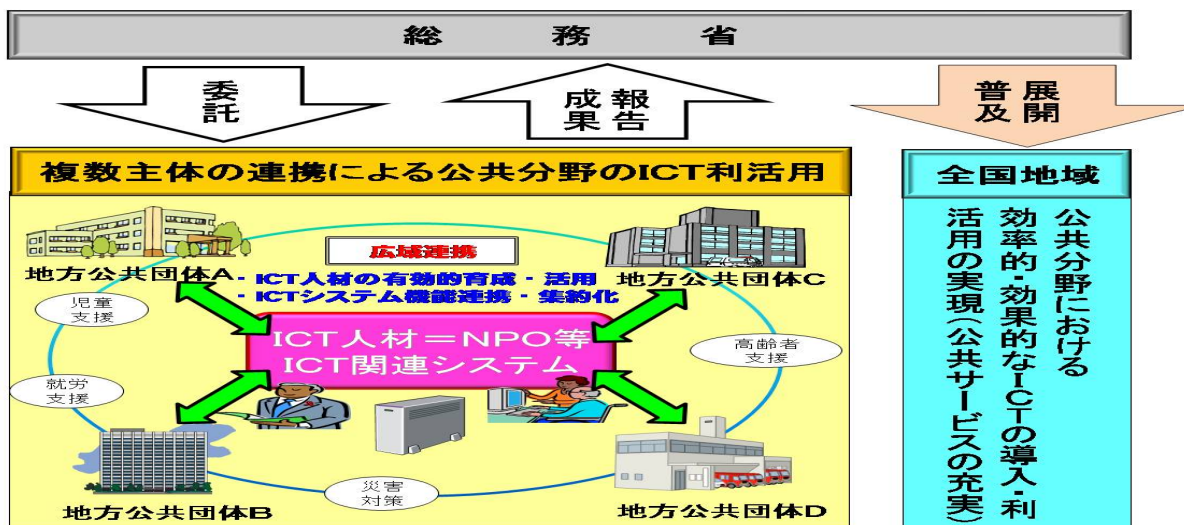 総務省
委託
成果報告
普及展開
複数主体の連携による公共分野のICT利活用
全国地域
広域連携
・ICT人材の有効的育成・活用
・ICTシステム機能連携・集約化
地方公共団体A
地方公共団体C
児童
支援
ICT人材＝NPO等
ICT関連システム
高齢者
支援
就労
支援
災害
対策
地方公共団体B
地方公共団体D
公共分野における
効率的・効果的なICTの導入・利
活用の実現（公共サービスの充実）